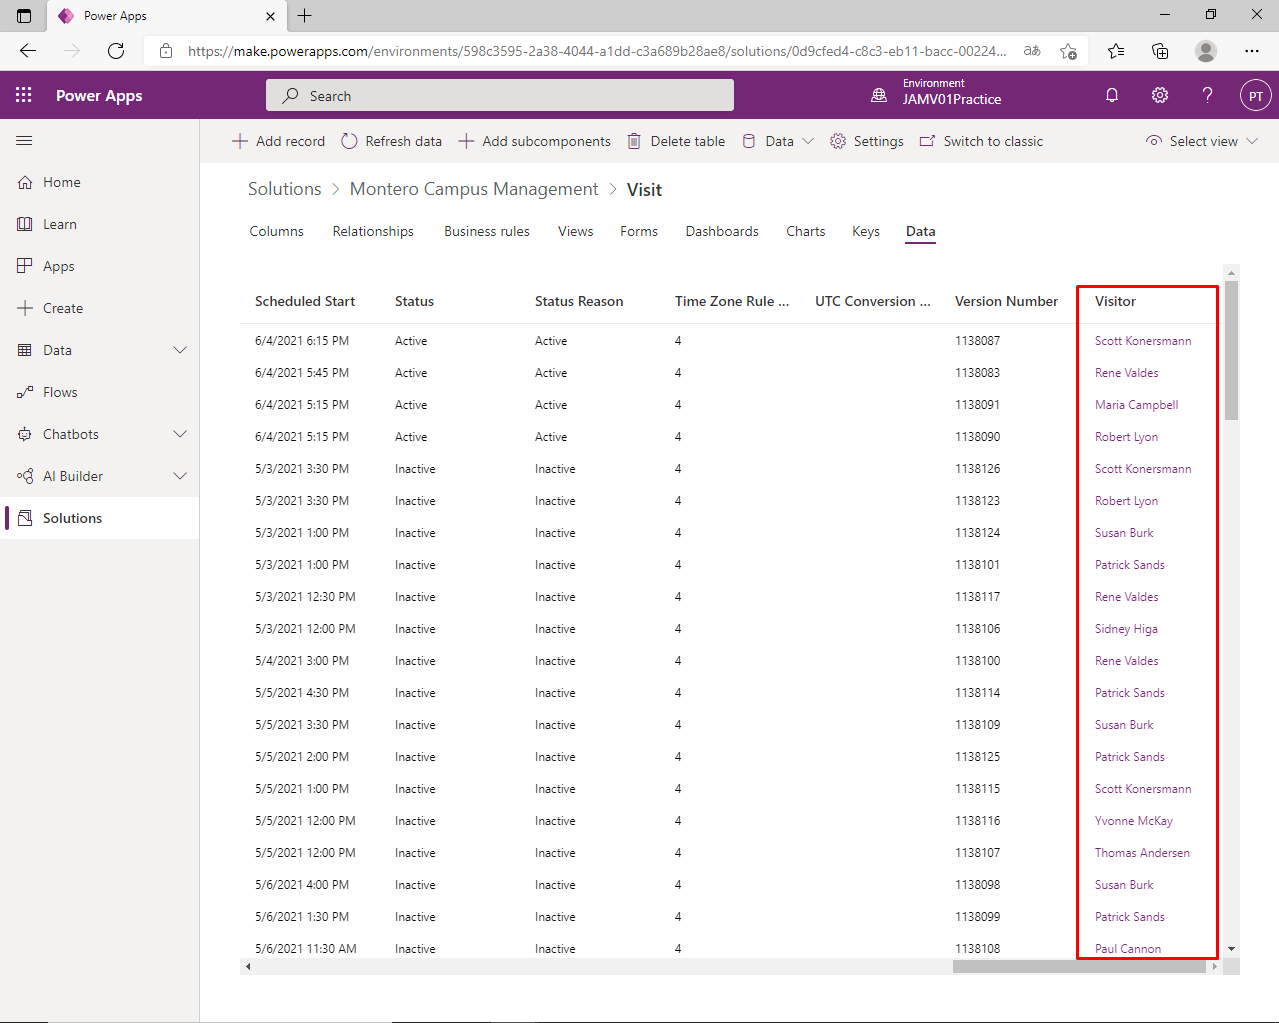 Power Apps
https://make.powerapps.com/environments/598c3595-2a38-4044-a1dd-c3a689b28ae8/solutions/0d9cfed4-c8c3-eb11-bacc-00224...
Power Apps
Search
Environment
JAMV01Practice
PT
Add record Refresh data Add subcomponents Delete table Data Settings Switch to classic Select view
Home
Learn
Apps
Create
Data
Flows
Chatbots
AI Builder
Solutions
Solutions > Montero Campus Management > Visit
Columns Relationships Business rules Views Forms Dashboards Charts Keys Data
Scheduled Start Status Status Reason Time Zone Rule ... UTC Conversion ... Version Number Visitor
6/4/2021 6:15 PM Active Active 4 1138087 Scott Konersmann
6/4/2021 5:45 PM Active Active 4 1138083 Rene Valdes
6/4/2021 5:15 PM Active Active 4 1138091 Maria Campbell
6/4/2021 5:15 PM Active Active 4 1138090 Robert Lyon
5/3/2021 3:30 PM Inactive Inactive 4 1138126 Scott Konersmann
5/3/2021 3:30 PM Inactive Inactive 4 1138123 Robert Lyon
5/3/2021 1:00 PM Inactive Inactive 4 1138124 Susan Burk
5/3/2021 1:00 PM Inactive Inactive 4 1138101 Patrick Sands
5/3/2021 12:30 PM Inactive Inactive 4 1138117 Rene Valdes
5/3/2021 12:00 PM Inactive Inactive 4 1138106 Sidney Higa
5/4/2021 3:00 PM Inactive Inactive 4 1138100 Rene Valdes
5/5/2021 4:30 PM Inactive Inactive 4 1138114 Patrick Sands
5/5/2021 3:30 PM Inactive Inactive 4 1138109 Susan Burk
5/5/2021 2:00 PM Inactive Inactive 4 1138125 Patrick Sands
5/5/2021 1:00 PM Inactive Inactive 4 1138115 Scott Konersmann
5/5/2021 12:00 PM Inactive Inactive 4 1138116 Yvonne McKay
5/5/2021 12:00 PM Inactive Inactive 4 1138107 Thomas Andersen
5/6/2021 4:00 PM Inactive Inactive 4 1138098 Susan Burk
5/6/2021 1:30 PM Inactive Inactive 4 1138099 Patrick Sands
5/6/2021 11:30 AM Inactive Inactive 4 1138108 Paul Cannon